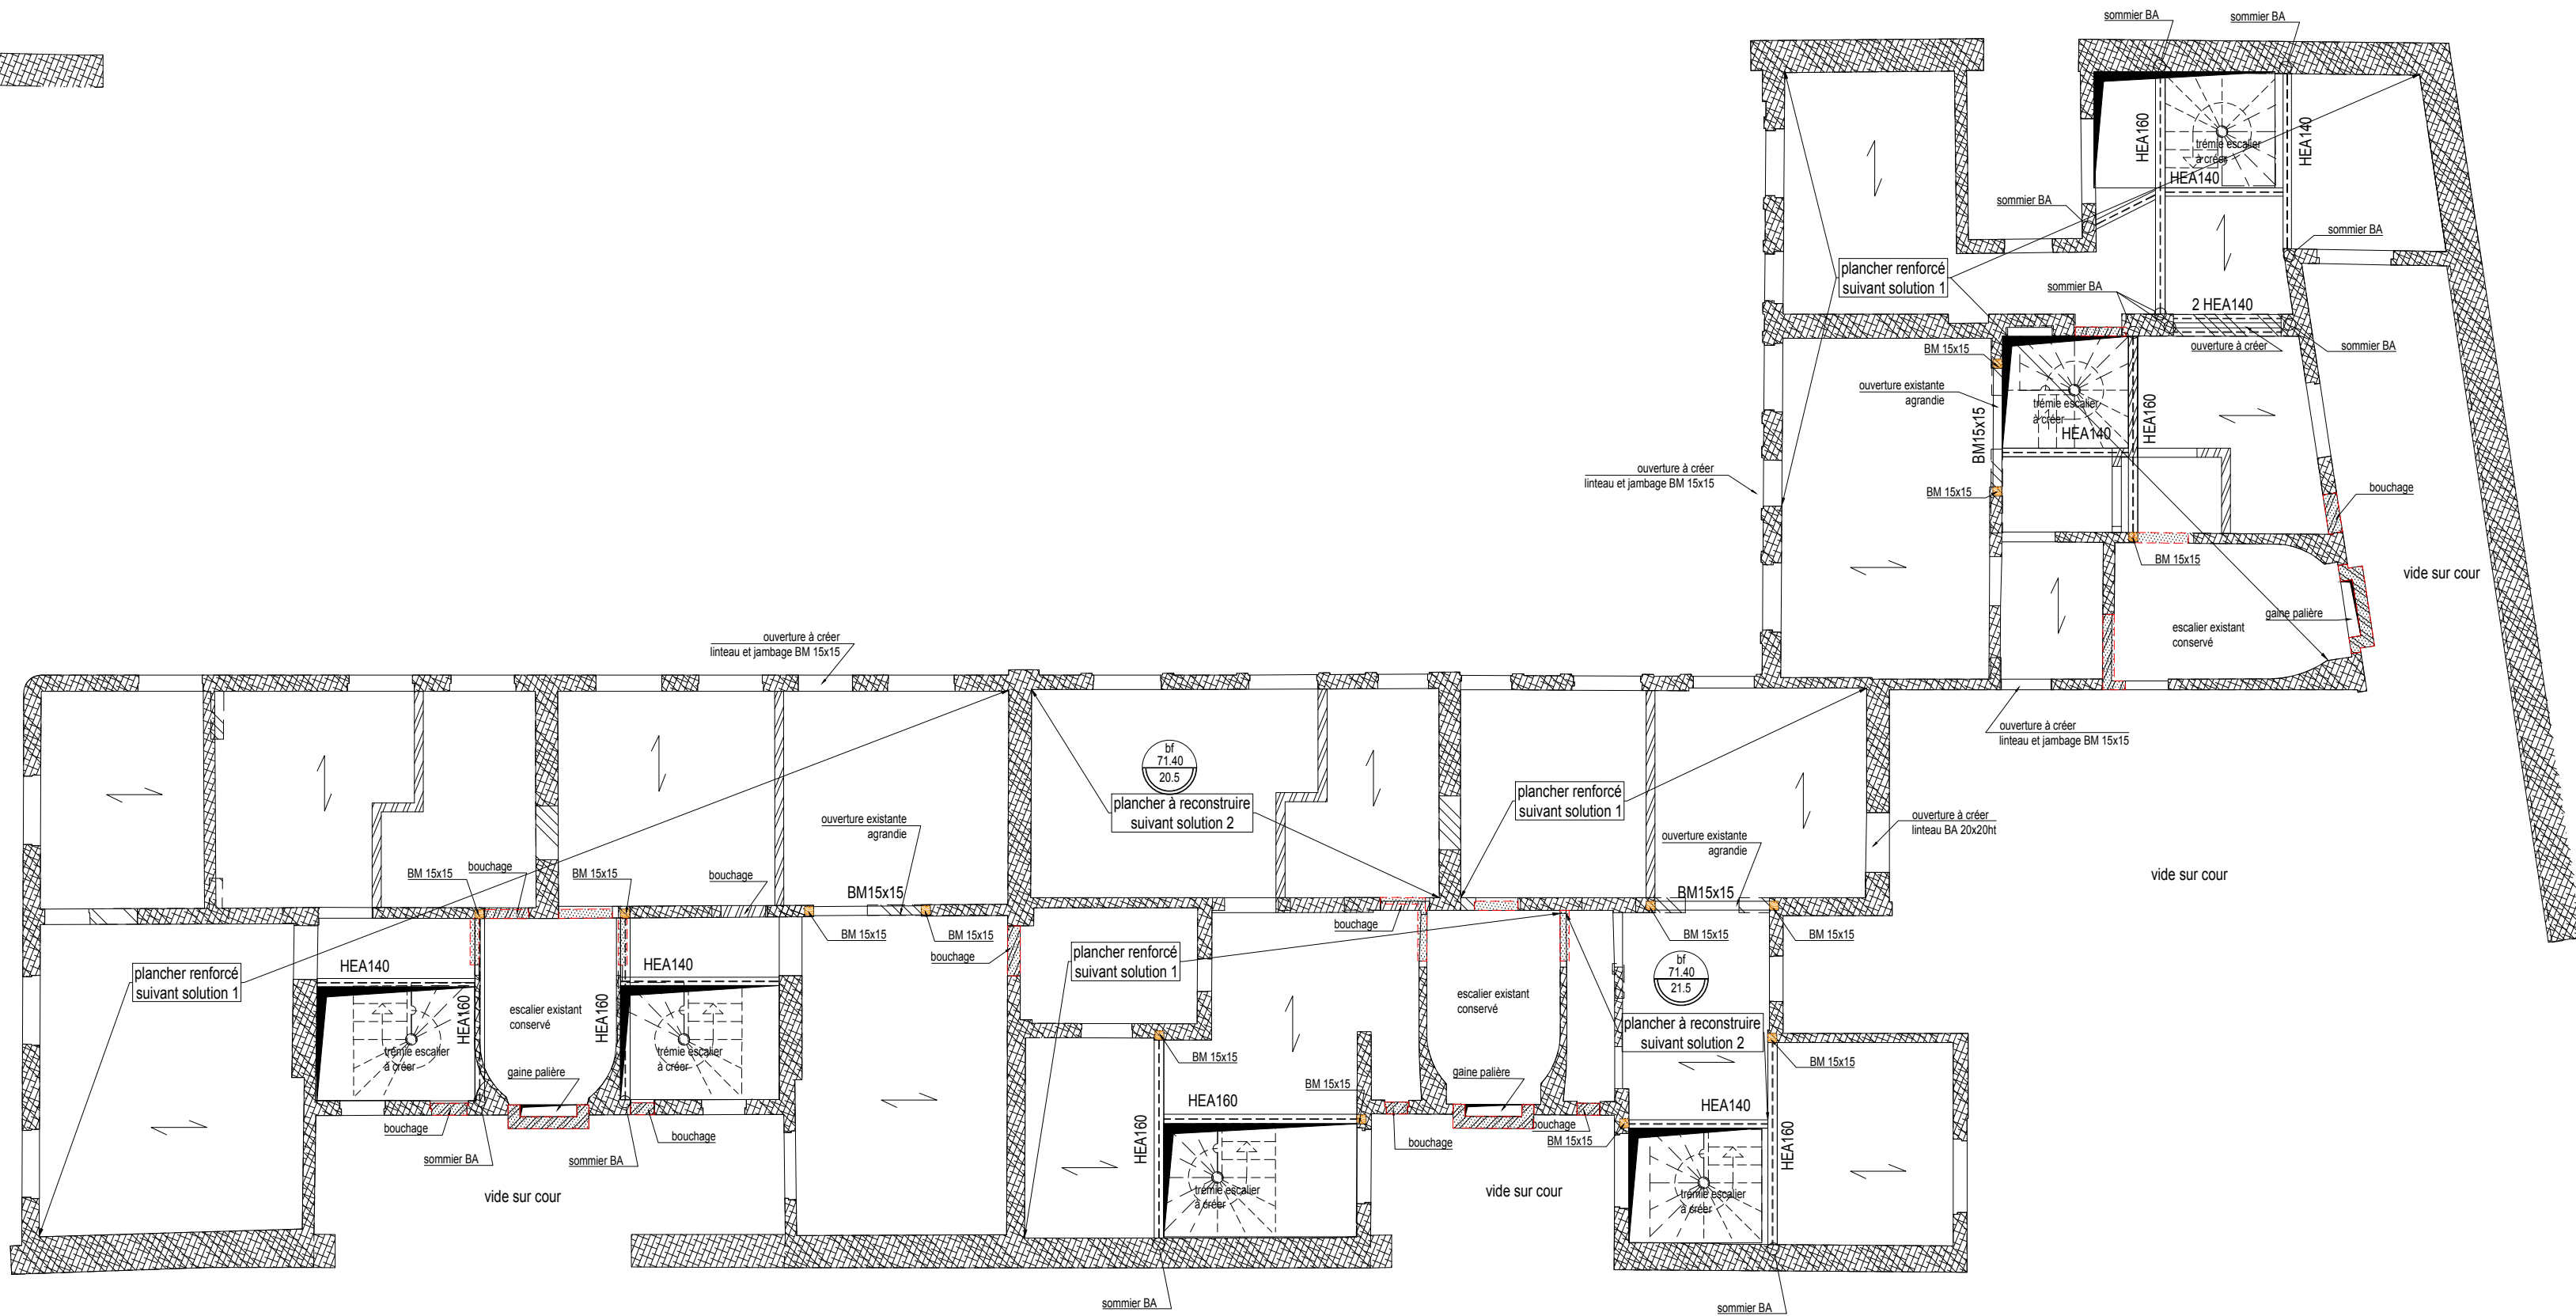 sommier BA
sommier BA
HEA160
trémie escalier
à créer
HEA140
HEA140
sommier BA
sommier BA
plancher renforcé
suivant solution 1
sommier BA
2 HEA140
ouverture à créer
sommier BA
BM 15x15
ouverture existante
agrandie
BM15x15
trémie escalier
à créer
HEA140
HEA160
ouverture à créer
linteau et jambage BM 15x15
BM 15x15
bouchage
BM 15x15
vide sur cour
gaine palière
escalier existant
conservé
ouverture à créer
linteau et jambage BM 15x15
ouverture à créer
linteau et jambage BM 15x15
bf
71.40
20.5
plancher à reconstruire
suivant solution 2
plancher renforcé
suivant solution 1
ouverture existante
agrandie
ouverture existante
agrandie
ouverture à créer
linteau BA 20x20ht
vide sur cour
BM 15x15
bouchage
BM 15x15
bouchage
BM15x15
BM15x15
BM 15x15
BM 15x15
bouchage
bouchage
BM 15x15
BM 15x15
plancher renforcé
suivant solution 1
HEA140
HEA140
plancher renforcé
suivant solution 1
bf
71.40
21.5
HEA160
escalier existant
conservé
HEA160
escalier existant
conservé
plancher à reconstruire
suivant solution 2
trémie escalier
à créer
trémie escalier
à créer
BM 15x15
BM 15x15
gaine palière
gaine palière
BM 15x15
HEA160
HEA160
HEA140
HEA160
bouchage
bouchage
bouchage
bouchage
BM 15x15
sommier BA
sommier BA
vide sur cour
trémie escalier
à créer
vide sur cour
trémie escalier
à créer
sommier BA
sommier BA